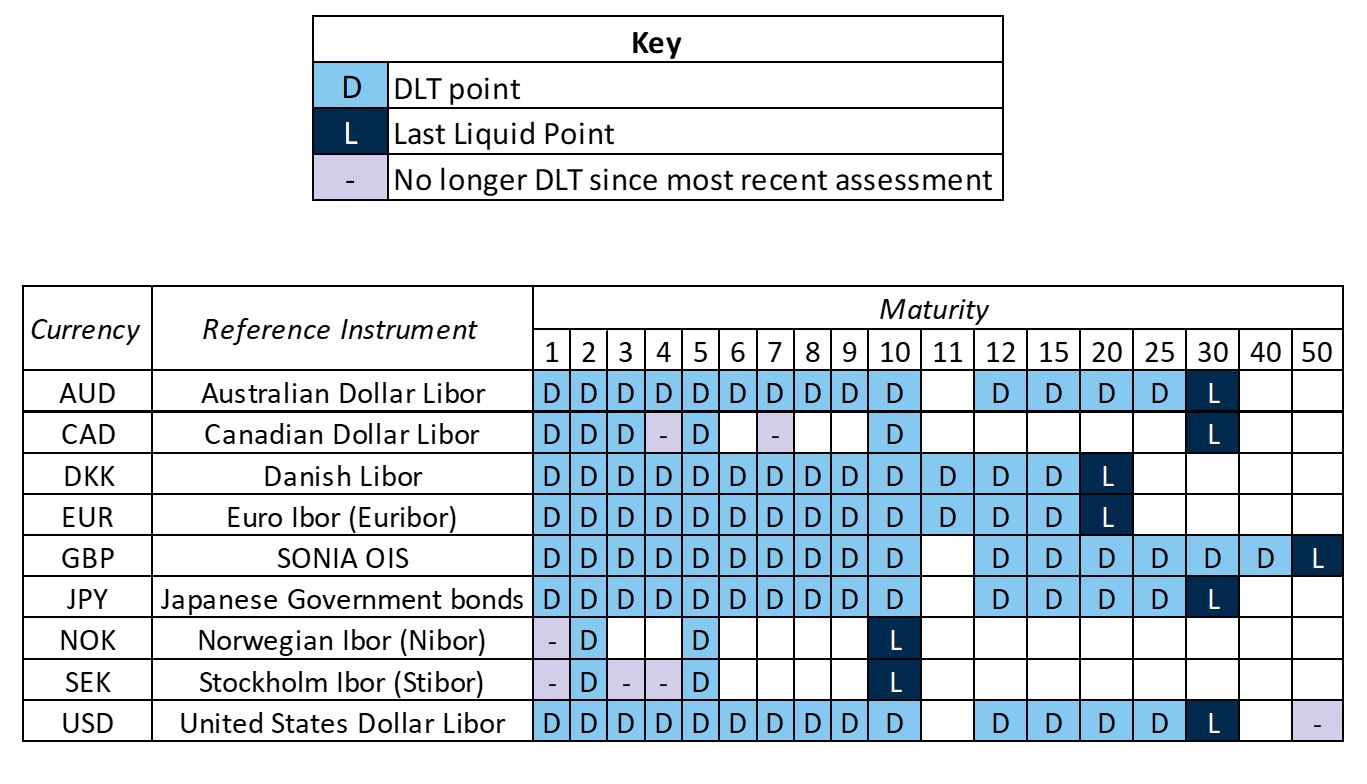 Key
D DLT point
L Last Liquid Point
- No longer DLT since most recent assessment
Currency Reference Instrument Maturity
1 2 3 4 5 6 7 8 9 10 11 12 15 20 25 30 40 50
AUD Australian Dollar Libor D D D D D D D D D D D D D D L
CAD Canadian Dollar Libor D D D - D - D L
DKK Danish Libor D D D D D D D D D D D D D L
EUR Euro Ibor (Euribor) D D D D D D D D D D D D D L
GBP SONIA OIS D D D D D D D D D D D D D D D D L
JPY Japanese Government bonds D D D D D D D D D D D D D D L
NOK Norwegian Ibor (Nibor) - D D L
SEK Stockholm Ibor (Stibor) - D - - D L
USD United States Dollar Libor D D D D D D D D D D D D D D L -